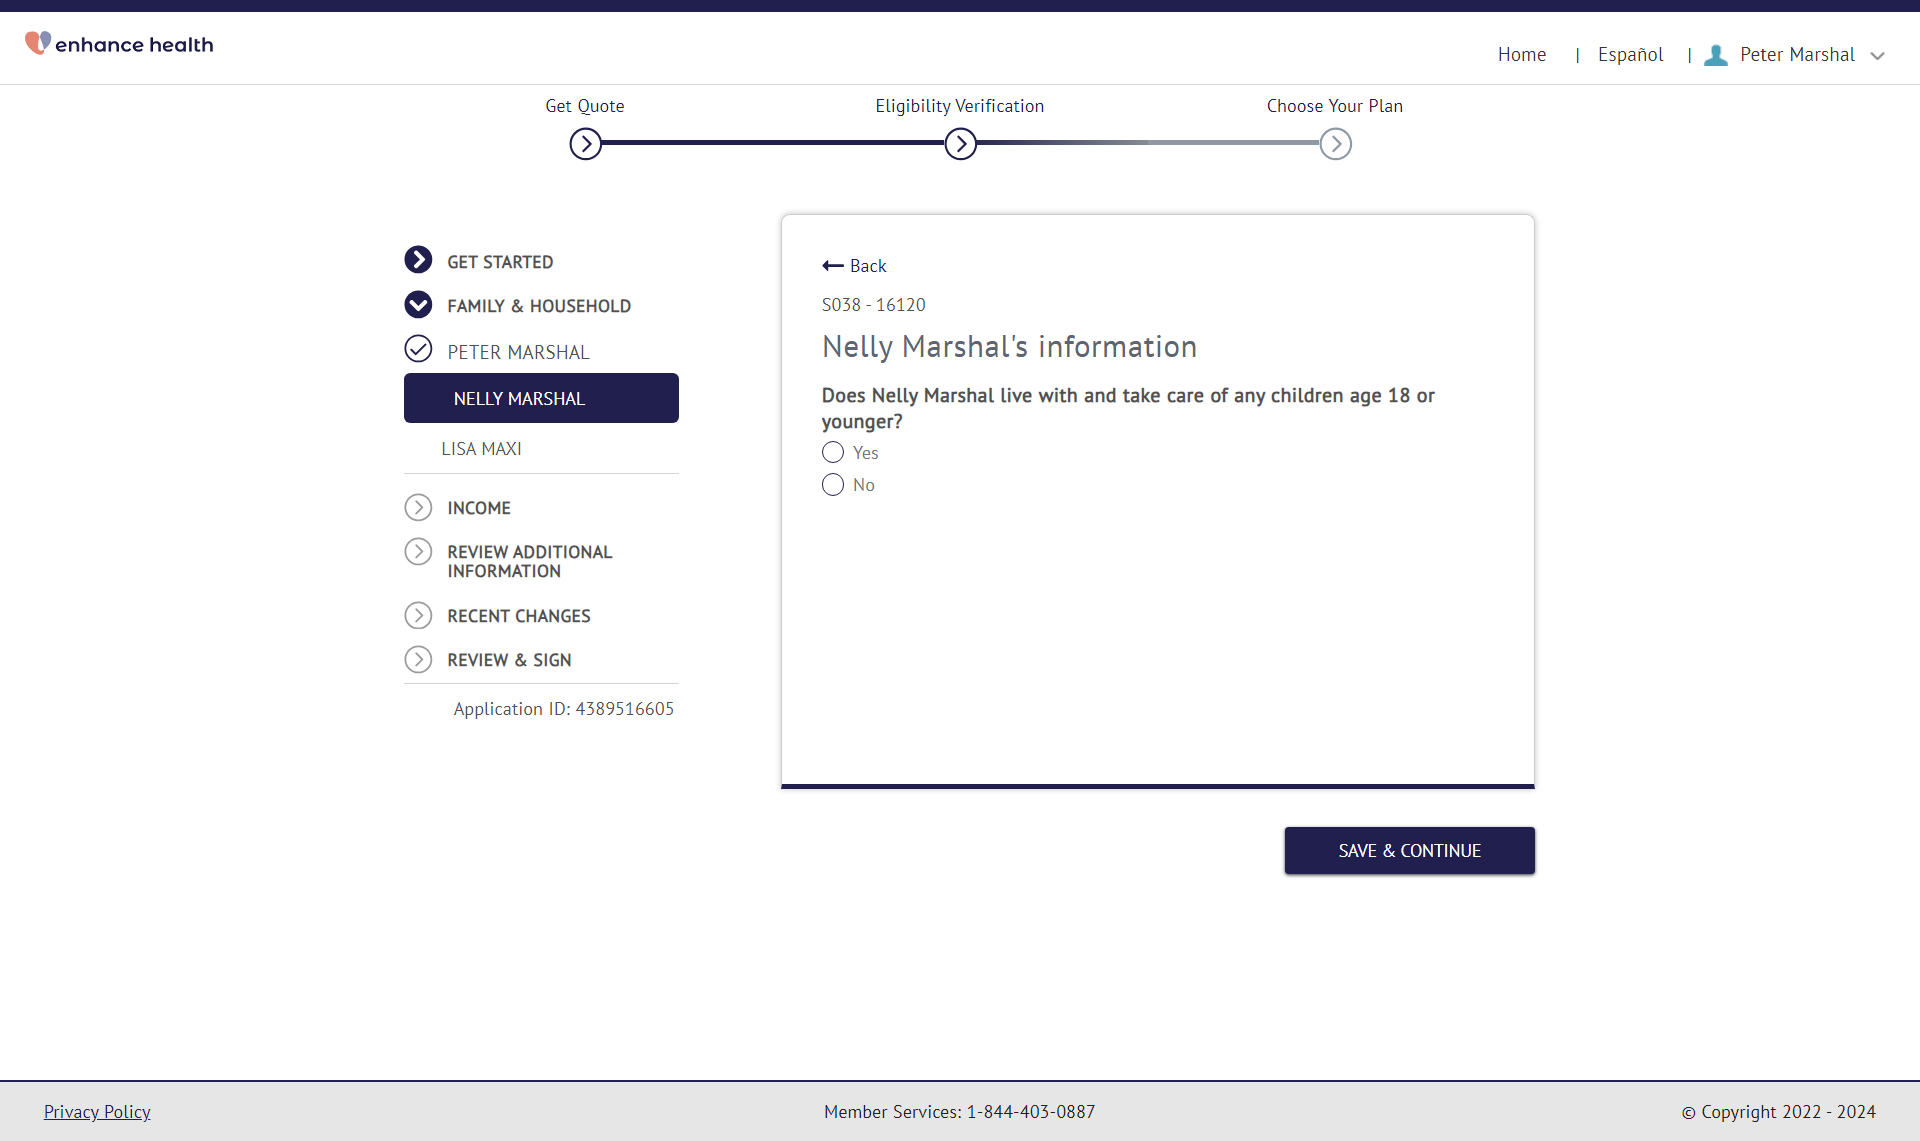 enhance health
Home | Español | Peter Marshal
Get Quote
Eligibility Verification
Choose Your Plan
GET STARTED
FAMILY & HOUSEHOLD
PETER MARSHAL
NELLY MARSHAL
LISA MAXI
INCOME
REVIEW ADDITIONAL
INFORMATION
RECENT CHANGES
REVIEW & SIGN
Application ID: 4389516605
Back
S038 - 16120
Nelly Marshal's information
Does Nelly Marshal live with and take care of any children age 18 or
younger?
Yes
No
SAVE & CONTINUE
Privacy Policy
Member Services: 1-844-403-0887
© Copyright 2022 - 2024